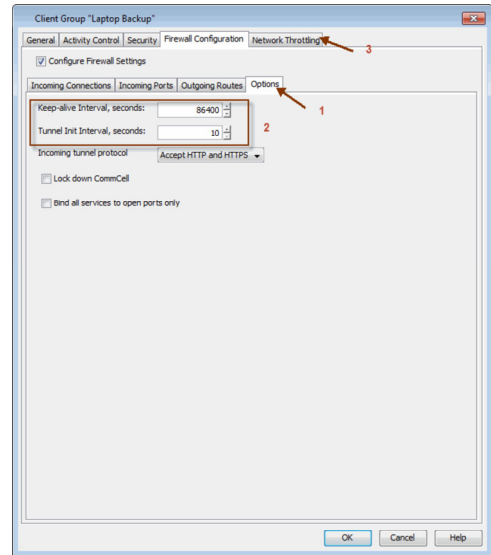 Client Group "Laptop Backup"
General Activity Control Security Firewall Configuration Network Throttling
3
Configure Firewall Settings
Incoming Connections Incoming Ports Outgoing Routes Options
1
Keep-alive Interval, seconds: 86400
2
Tunnel Init Interval, seconds: 10
Incoming tunnel protocol Accept HTTP and HTTPS
Lock down CommCell
Bind all services to open ports only
OK Cancel Help